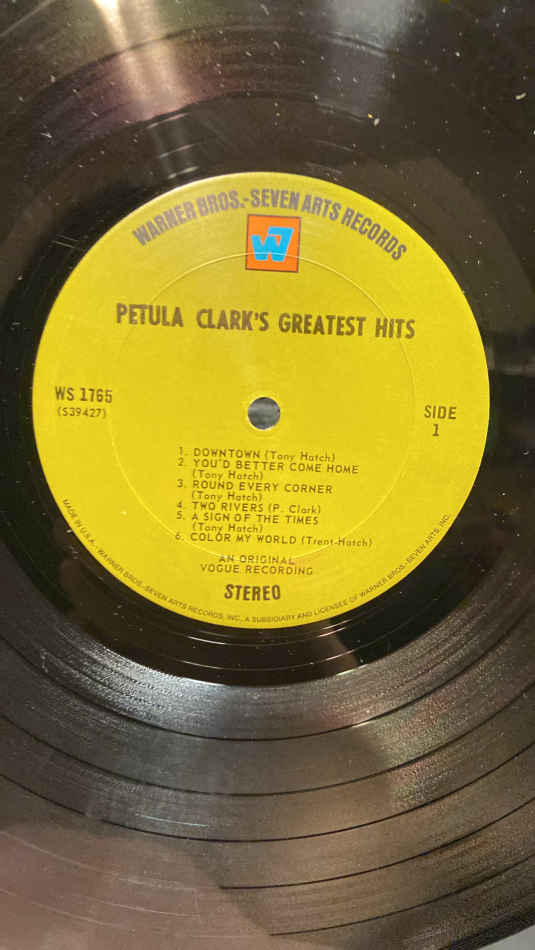 WARNER BROS.-SEVEN ARTS RECORDS
W7
PETULA CLARK'S GREATEST HITS
WS 1765
(S39427)
SIDE
1
1. DOWNTOWN (Tony Hatch)
2. YOU'D BETTER COME HOME
(Tony Hatch)
3. ROUND EVERY CORNER
(Tony Hatch)
4. TWO RIVERS (P. Clark)
5. A SIGN OF THE TIMES
(Tony Hatch)
6. COLOR MY WORLD (Trent-Hatch)
AN ORIGINAL
VOGUE RECORDING
STEREO
MADE IN U.S.A. - WARNER BROS.-SEVEN ARTS RECORDS, INC., A SUBSIDIARY AND LICENSEE OF WARNER BROS.-SEVEN ARTS, INC.